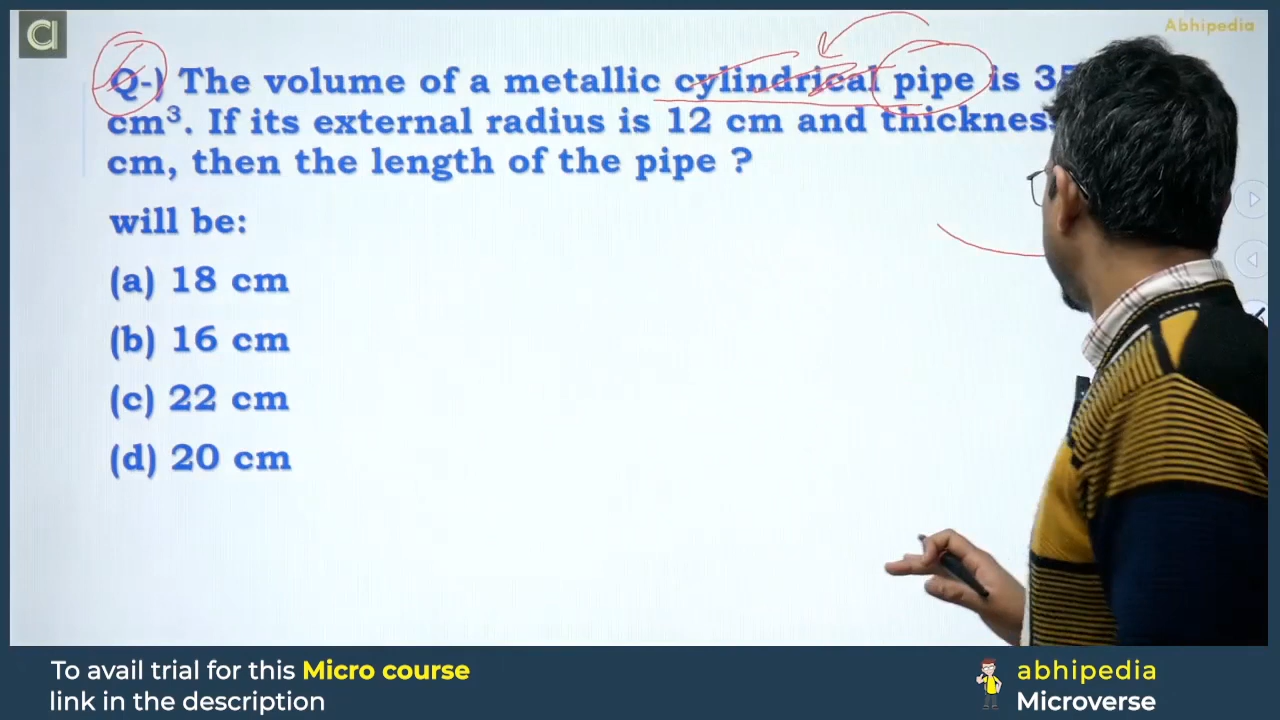 Abhipedia
Q-) The volume of a metallic cylindrical pipe is
cm³. If its external radius is 12 cm and
cm, then the length of the pipe ?
will be:
(a) 18 cm
(b) 16 cm
(c) 22 cm
(d) 20 cm
To avail trial for this Micro course
link in the description
abhipedia
Microverse